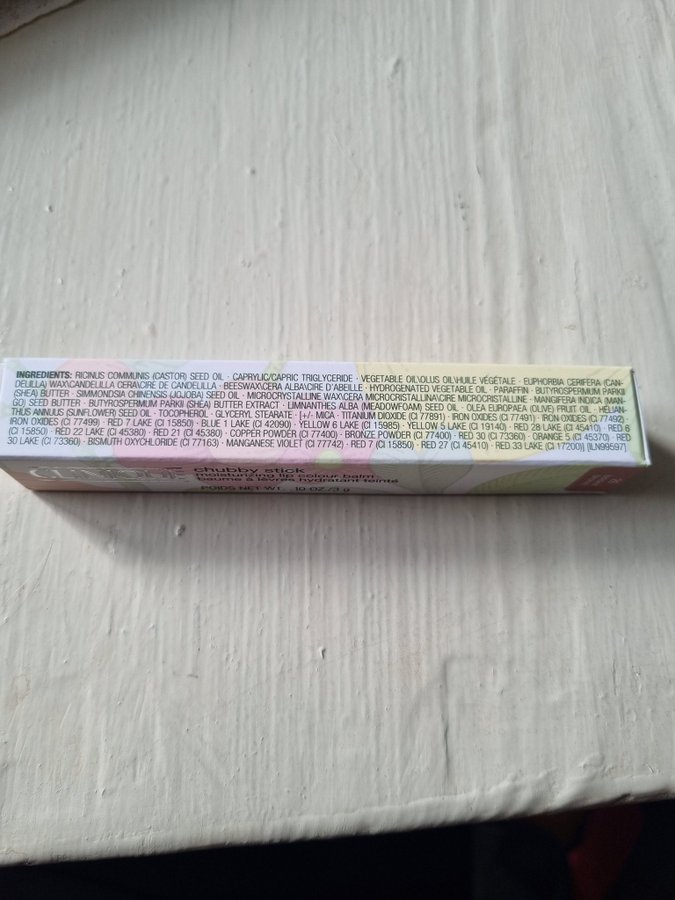 INGREDIENTS: RICINUS COMMUNIS (CASTOR) SEED OIL · CAPRYLIC/CAPRIC TRIGLYCERIDE · VEGETABLE OIL\OLUS OIL\HUILE VÉGÉTALE · EUPHORBIA CERIFERA (CAN-
DELILLA) WAX\CANDELILLA CERA\CIRE DE CANDELILLA · BEESWAX\CERA ALBA\CIRE D'ABEILLE · HYDROGENATED VEGETABLE OIL · PARAFFIN · BUTYROSPERMUM PARKII
(SHEA) BUTTER · SIMMONDSIA CHINENSIS (JOJOBA) SEED OIL · MICROCRYSTALLINE WAX\CERA MICROCRISTALLINA\CIRE MICROCRISTALLINE · MANGIFERA INDICA (MAN-
GO) SEED BUTTER · BUTYROSPERMUM PARKII (SHEA) BUTTER EXTRACT · LIMNANTHES ALBA (MEADOWFOAM) SEED OIL · OLEA EUROPAEA (OLIVE) FRUIT OIL · HELIAN-
THUS ANNUUS (SUNFLOWER) SEED OIL · TOCOPHEROL · GLYCERYL STEARATE · [+/- MICA · TITANIUM DIOXIDE (CI 77891) · IRON OXIDES (CI 77491) · IRON OXIDES (CI 77492) ·
IRON OXIDES (CI 77499) · RED 7 LAKE (CI 15850) · BLUE 1 LAKE (CI 42090) · YELLOW 6 LAKE (CI 15985) · YELLOW 5 LAKE (CI 19140) · RED 28 LAKE (CI 45410) · RED 6
(CI 15850) · RED 22 LAKE (CI 45380) · RED 21 (CI 45380) · COPPER POWDER (CI 77400) · BRONZE POWDER (CI 77400) · RED 30 (CI 73360) · ORANGE 5 (CI 45370) · RED
30 LAKE (CI 73360) · BISMUTH OXYCHLORIDE (CI 77163) · MANGANESE VIOLET (CI 77742) · RED 7 (CI 15850) · RED 27 (CI 45410) · RED 33 LAKE (CI 17200)] [ILN99597]
chubby stick
moisturizing lip colour balm
baume à lèvres hydratant teinté
POIDS NET WT. .10 OZ/3 g